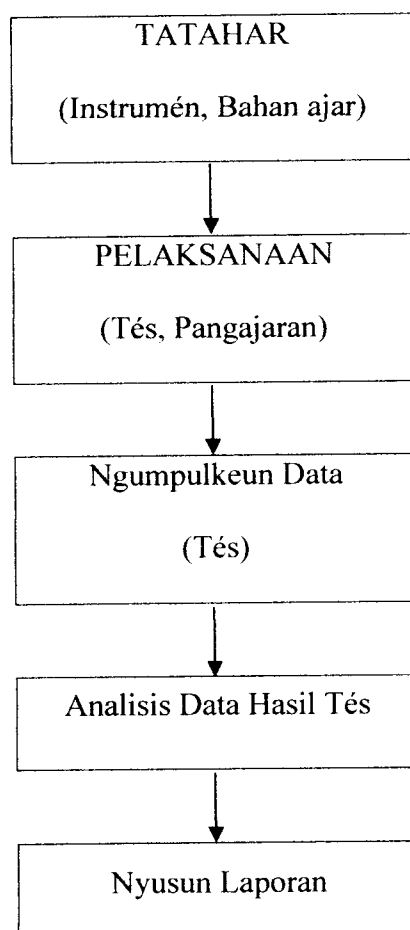 TATAHAR
(Instrumén, Bahan ajar)
PELAKSANAAN
(Tés, Pangajaran)
Ngumpulkeun Data
(Tés)
Analisis Data Hasil Tés
Nyusun Laporan